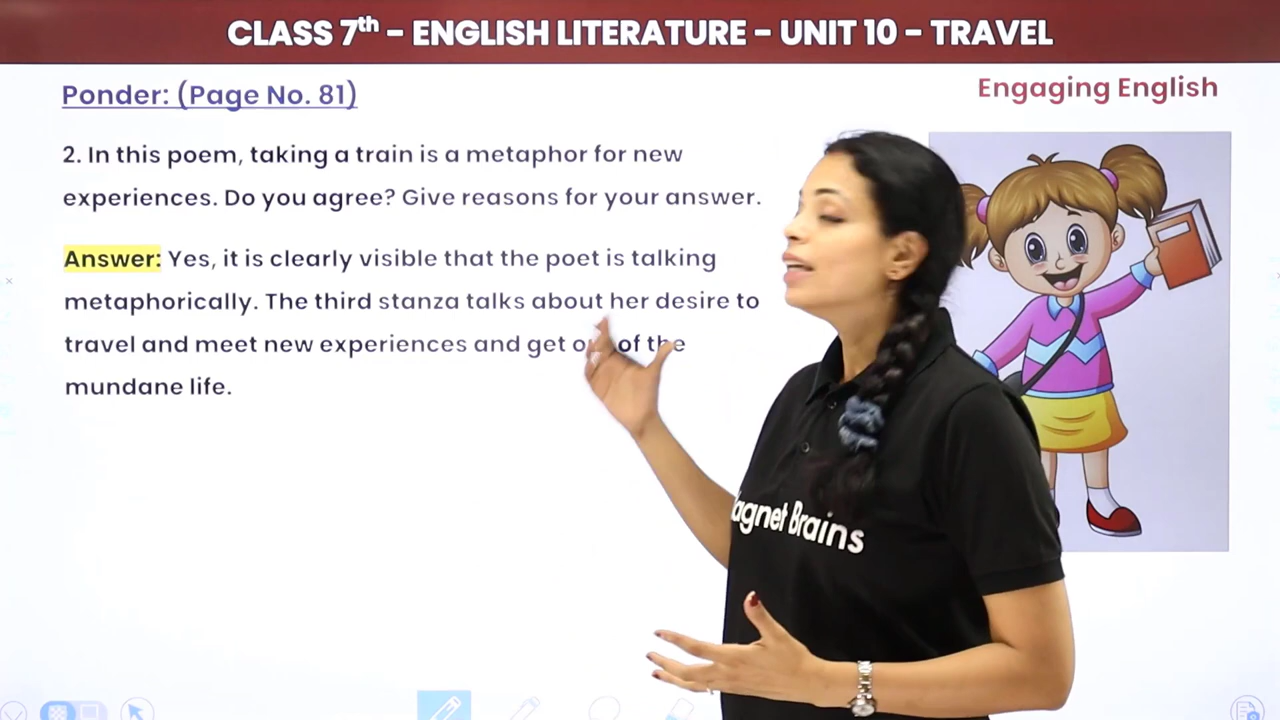 CLASS 7th - ENGLISH LITERATURE - UNIT 10 - TRAVEL
Ponder: (Page No. 81)
Engaging English
2. In this poem, taking a train is a metaphor for new
experiences. Do you agree? Give reasons for your answer.
Answer: Yes, it is clearly visible that the poet is talking
metaphorically. The third stanza talks about her desire to
travel and meet new experiences and get of the
mundane life.
Brains